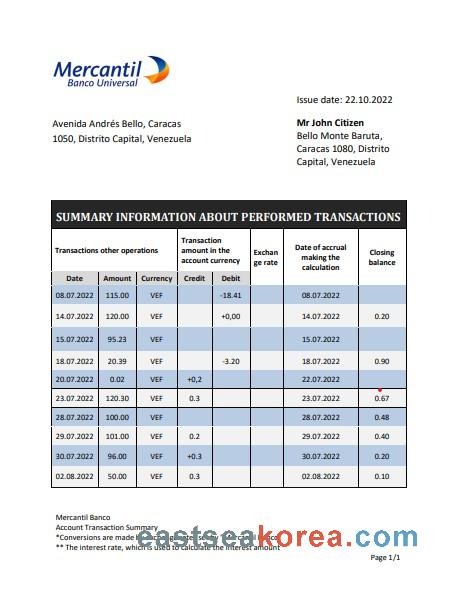 Mercantil
Banco Universal
Issue date: 22.10.2022
Avenida Andrés Bello, Caracas
1050, Distrito Capital, Venezuela
Mr John Citizen
Bello Monte Baruta,
Caracas 1080, Distrito
Capital, Venezuela
SUMMARY INFORMATION ABOUT PERFORMED TRANSACTIONS
Transactions other operations
Transaction
amount in the
account currency
Exchan
ge rate
Date of accrual
making the
calculation
Closing
balance
Date Amount Currency Credit Debit
08.07.2022 115.00 VEF -18.41 08.07.2022
14.07.2022 120.00 VEF +0,00 14.07.2022 0.20
15.07.2022 95.23 VEF 15.07.2022
18.07.2022 20.39 VEF -3.20 18.07.2022 0.90
20.07.2022 0.02 VEF +0,2 22.07.2022
23.07.2022 120.30 VEF 0.3 23.07.2022 0.67
28.07.2022 100.00 VEF 28.07.2022 0.48
29.07.2022 101.00 VEF 0.2 29.07.2022 0.40
30.07.2022 96.00 VEF +0.3 30.07.2022 0.20
02.08.2022 50.00 VEF 0.3 02.08.2022 0.10
Mercantil Banco
Account Transaction Summary
*Conversions are made by
eastseakorea.com
** The interest rate, which is used to calculate the interest amount
Page 1/1